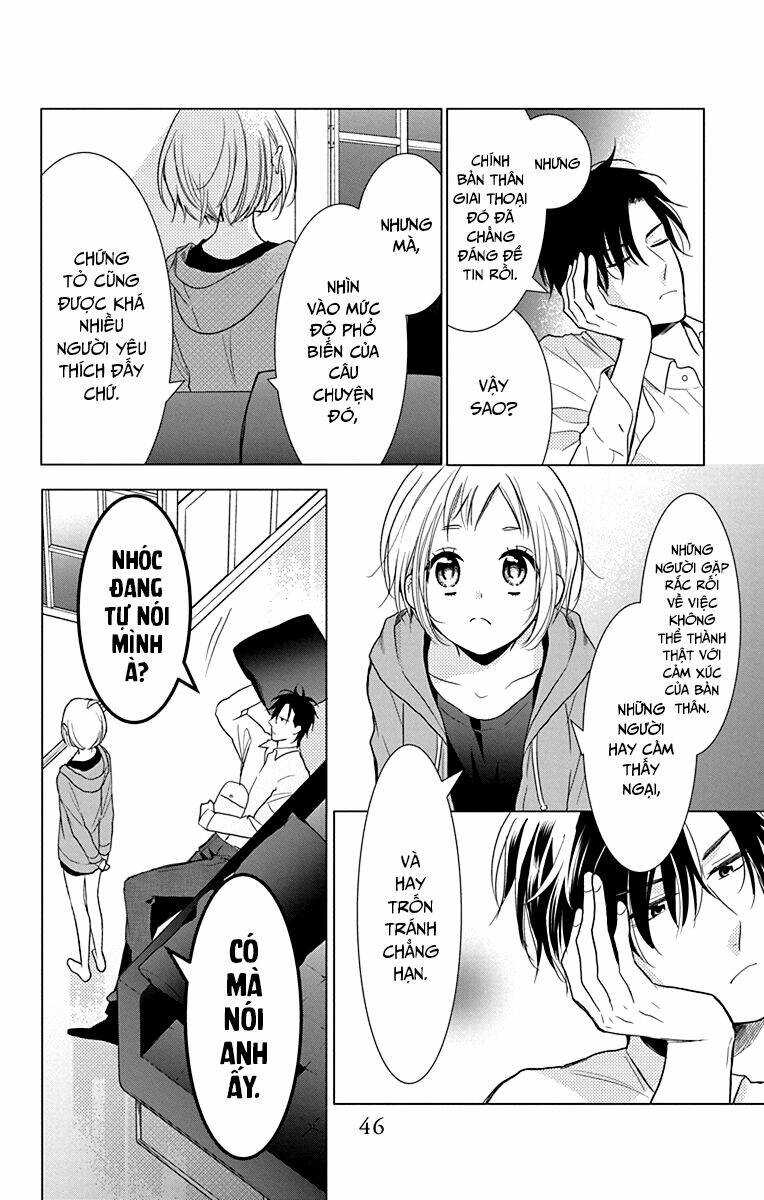 NHƯNG
CHÍNH
BẢN THÂN
GIAI THOẠI
ĐÓ ĐÃ
CHẲNG
ĐÁNG ĐỂ
TIN RỒI.
VẬY
SAO?
NHƯNG
MÀ,
NHÌN
VÀO MỨC
ĐỘ PHỔ
BIẾN CỦA
CÂU
CHUYỆN
ĐÓ,
CHỨNG
TỎ CŨNG
ĐƯỢC KHÁ
NHIỀU
NGƯỜI YÊU
THÍCH ĐẤY
CHỨ.
NHỮNG
NGƯỜI GẶP
RẮC RỐI
VỀ VIỆC
KHÔNG
THỂ THÀNH
THẬT VỚI
CẢM XÚC
CỦA BẢN
THÂN.
NHỮNG
NGƯỜI
HAY CẢM
THẤY
NGẠI,
VÀ
HAY
TRỐN
TRÁNH
CHẲNG
HẠN.
NHÓC
ĐANG
TỰ NÓI
MÌNH
À?
CÓ
MÀ
NÓI
ANH
ẤY.
46